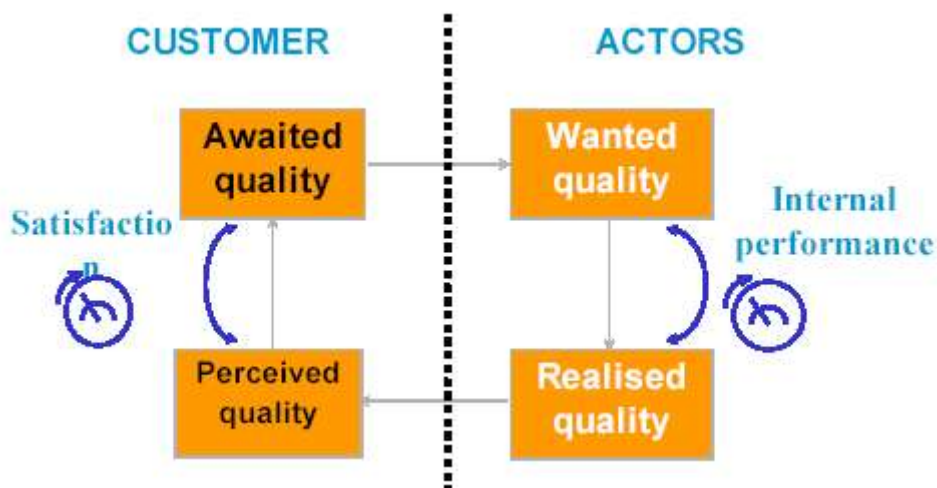 CUSTOMER
ACTORS
Awaited
quality
Wanted
quality
Satisfactio
n
Internal
performance
Perceived
quality
Realised
quality